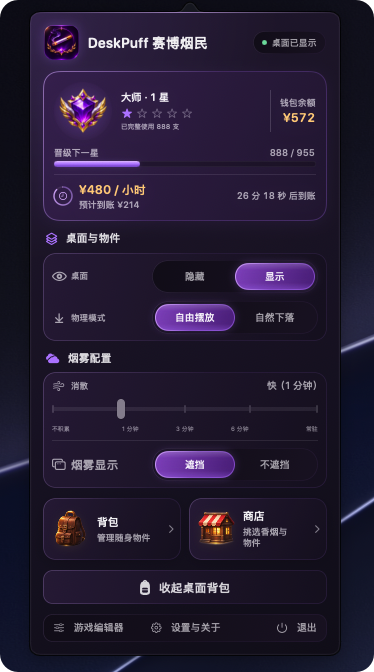 DeskPuff 赛博烟民
桌面已显示
大师 · 1 星
已完整使用 888 支
钱包余额
¥572
晋级下一星
888 / 955
¥480 / 小时
预计到账 ¥214
26 分 18 秒 后到账
桌面与物件
桌面
隐藏
显示
物理模式
自由摆放
自然下落
烟雾配置
消散
快（1 分钟）
不积累
1 分钟
3 分钟
6 分钟
常驻
烟雾显示
遮挡
不遮挡
背包
管理随身物件
商店
挑选香烟与
物件
收起桌面背包
游戏编辑器
设置与关于
退出